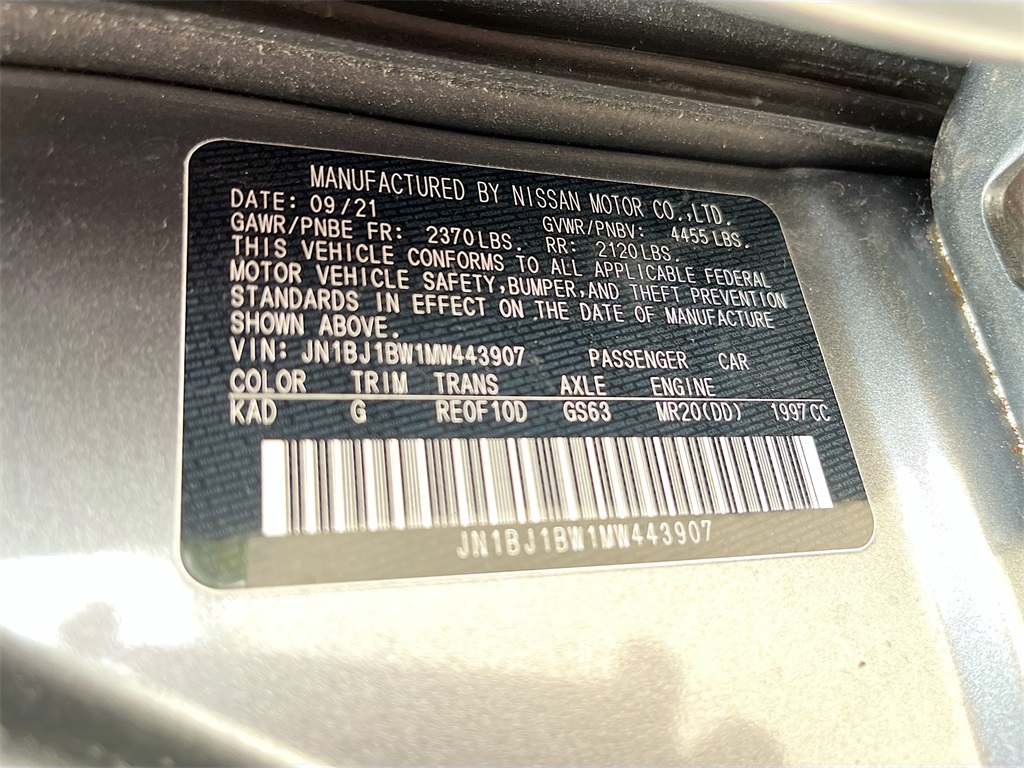 MANUFACTURED BY NISSAN MOTOR CO.,LTD.
DATE: 09/21 GVWR/PNBV: 4455LBS.
GAWR/PNBE FR: 2370LBS. RR: 2120LBS.
THIS VEHICLE CONFORMS TO ALL APPLICABLE FEDERAL
MOTOR VEHICLE SAFETY,BUMPER,AND THEFT PREVENTION
STANDARDS IN EFFECT ON THE DATE OF MANUFACTURE
SHOWN ABOVE.
VIN: JN1BJ1BW1MW443907 PASSENGER CAR
COLOR TRIM TRANS AXLE ENGINE
KAD G RE0F10D GS63 MR20(DD) 1997CC
JN1BJ1BW1MW443907